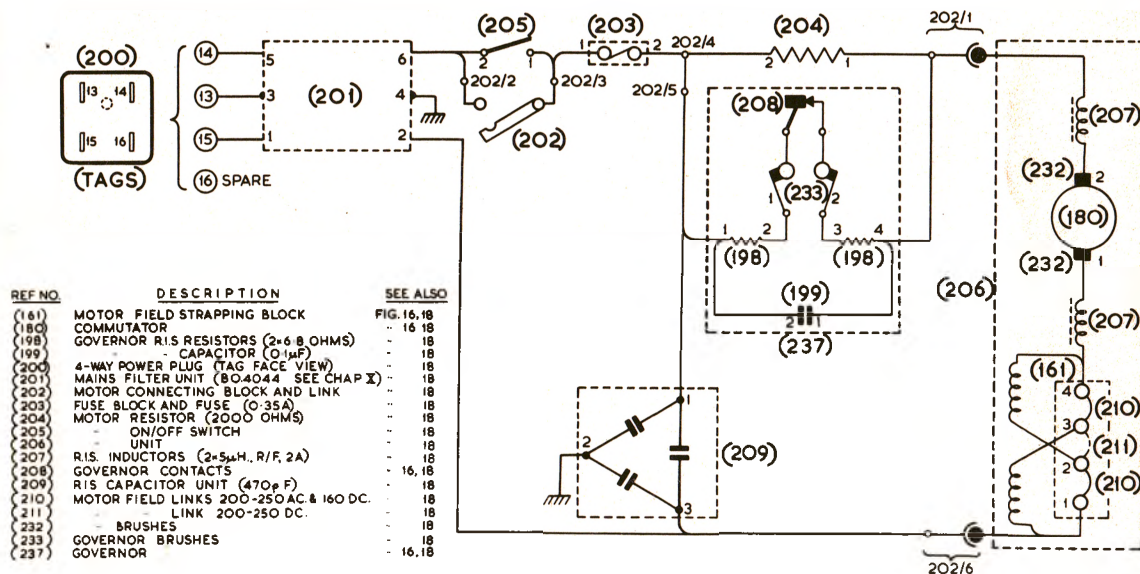 (200)
13 14
15 16
(TAGS)
14
13
15
16 SPARE
5
3
1
(201)
6
4
2
(205)
2 1
202/2
202/3
(202)
(203)
1 2
202/4
202/5
(204)
2 1
202/1
(208)
(233)
1 2
1 2
3 4
(198)
(198)
(199)
2 1
(237)
(206)
(207)
(232)
2
(180)
(232)
1
(207)
(161)
4
3
2
1
(210)
(211)
(210)
1
2
3
(209)
202/6
REF NO. DESCRIPTION SEE ALSO
(161) MOTOR FIELD STRAPPING BLOCK FIG. 16,18
(180) COMMUTATOR " 16 18
(198) GOVERNOR R.I.S RESISTORS (2×6·8 OHMS) " 18
(199) " CAPACITOR (0·1µF) " 18
(200) 4-WAY POWER PLUG (TAG FACE VIEW) " 18
(201) MAINS FILTER UNIT (BO.4044 SEE CHAP X) " 18
(202) MOTOR CONNECTING BLOCK AND LINK " 18
(203) FUSE BLOCK AND FUSE (0·35A) " 18
(204) MOTOR RESISTOR (2000 OHMS) " 18
(205) " ON/OFF SWITCH " 18
(206) " UNIT " 18
(207) R.I.S. INDUCTORS (2×5µH., R/F, 2A) " 18
(208) GOVERNOR CONTACTS " 16,18
(209) RIS CAPACITOR UNIT (470pF) " 18
(210) MOTOR FIELD LINKS 200-250 AC. & 160 DC. " 18
(211) " " LINK 200-250 DC. " 18
(232) " BRUSHES " 18
(233) GOVERNOR BRUSHES " 18
(237) GOVERNOR " 16,18